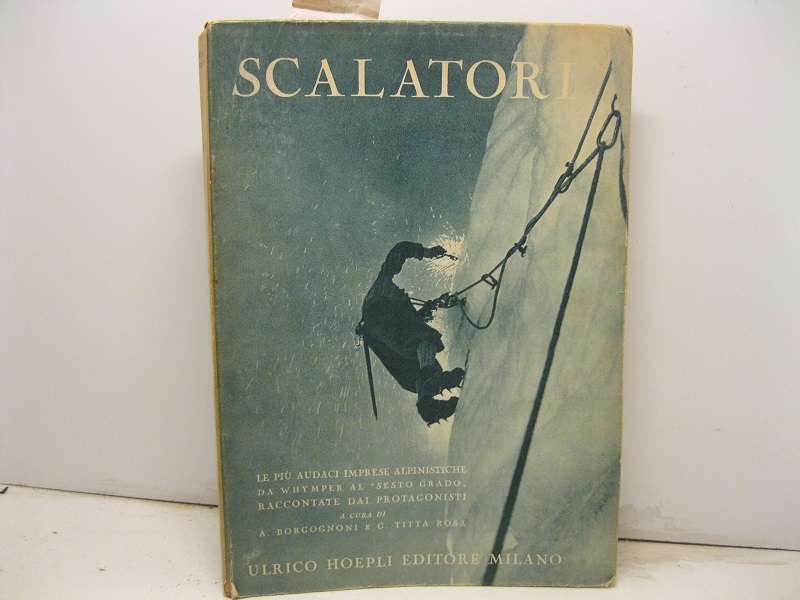 SCALATORI
LE PIÙ AUDACI IMPRESE ALPINISTICHE
DA WHYMPER AL "SESTO GRADO"
RACCONTATE DAI PROTAGONISTI
A CURA DI
A. BORGOGNONI E G. TITTA ROSA
ULRICO HOEPLI EDITORE MILANO